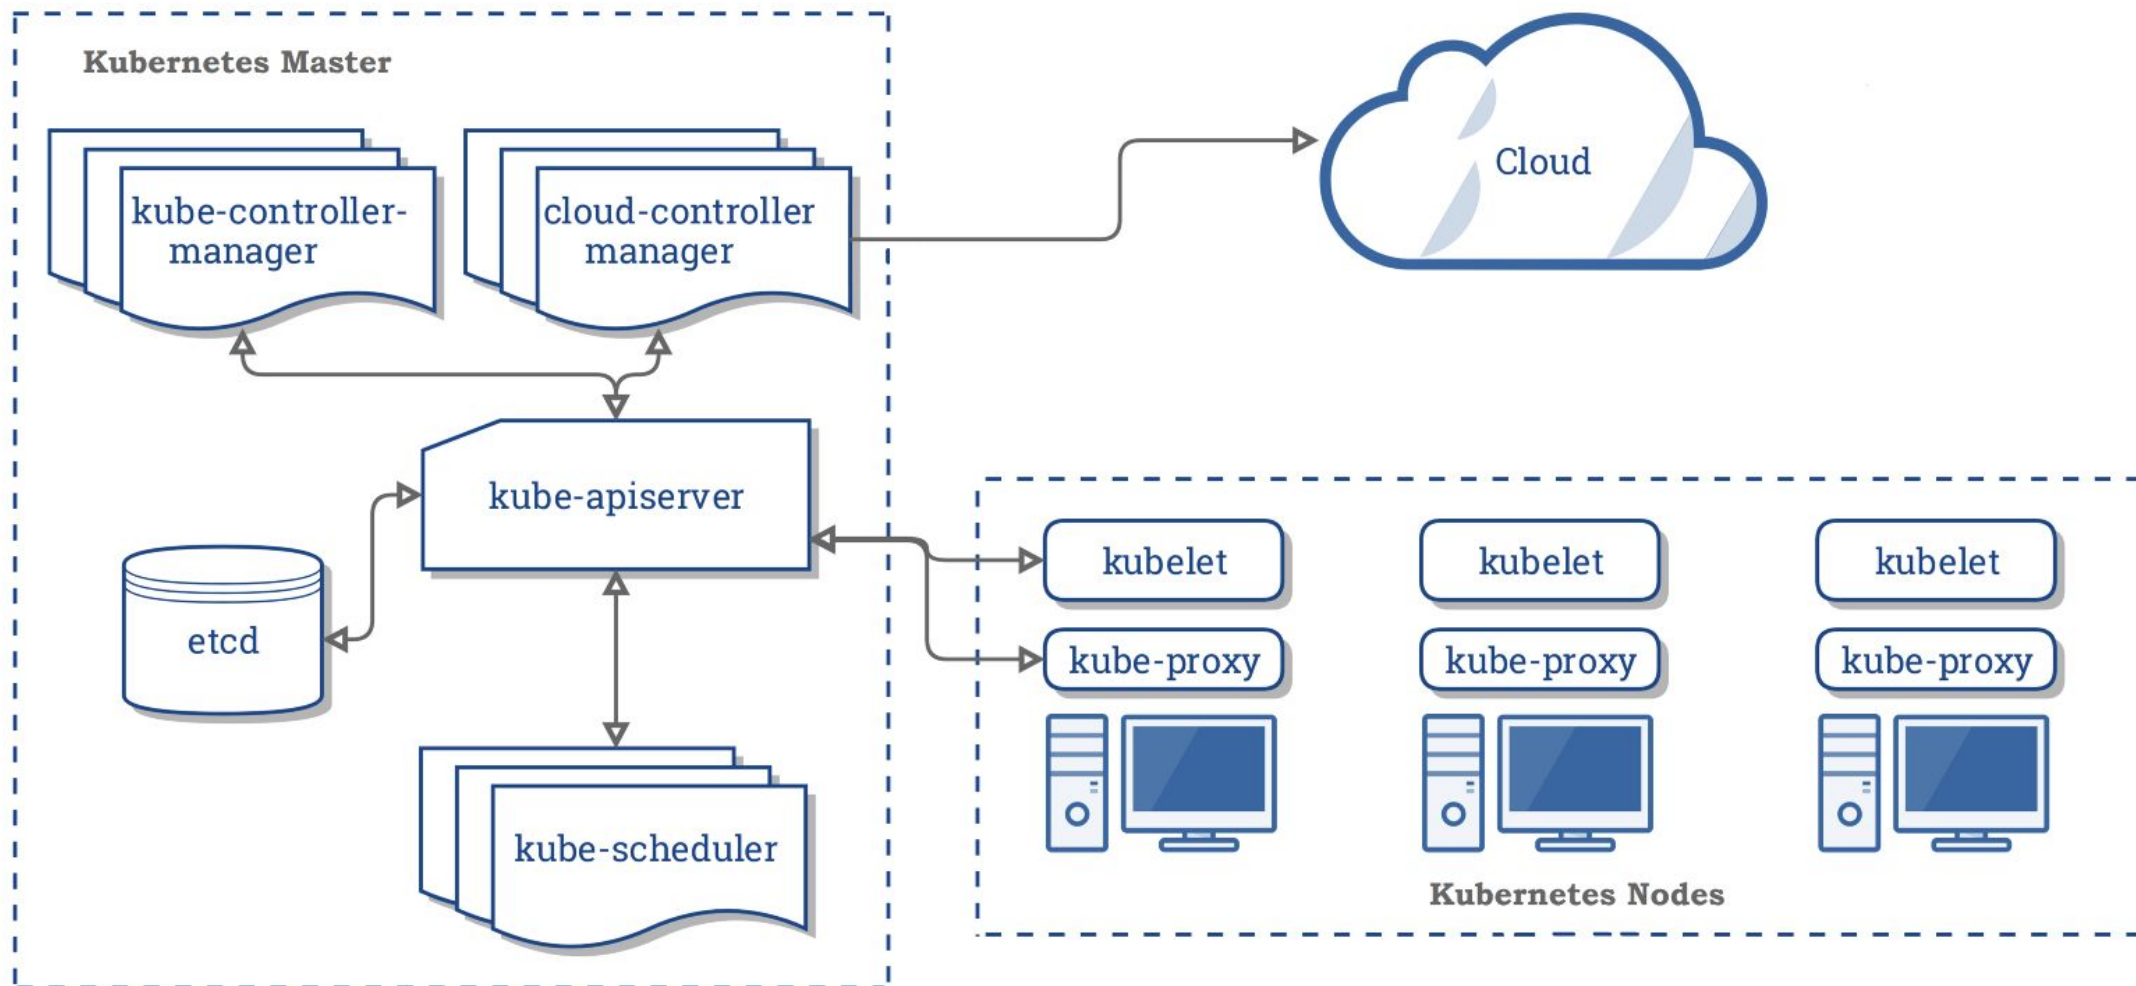 Kubernetes Master
kube-controller-
manager
cloud-controller
manager
Cloud
kube-apiserver
etcd
kube-scheduler
kubelet
kubelet
kubelet
kube-proxy
kube-proxy
kube-proxy
Kubernetes Nodes